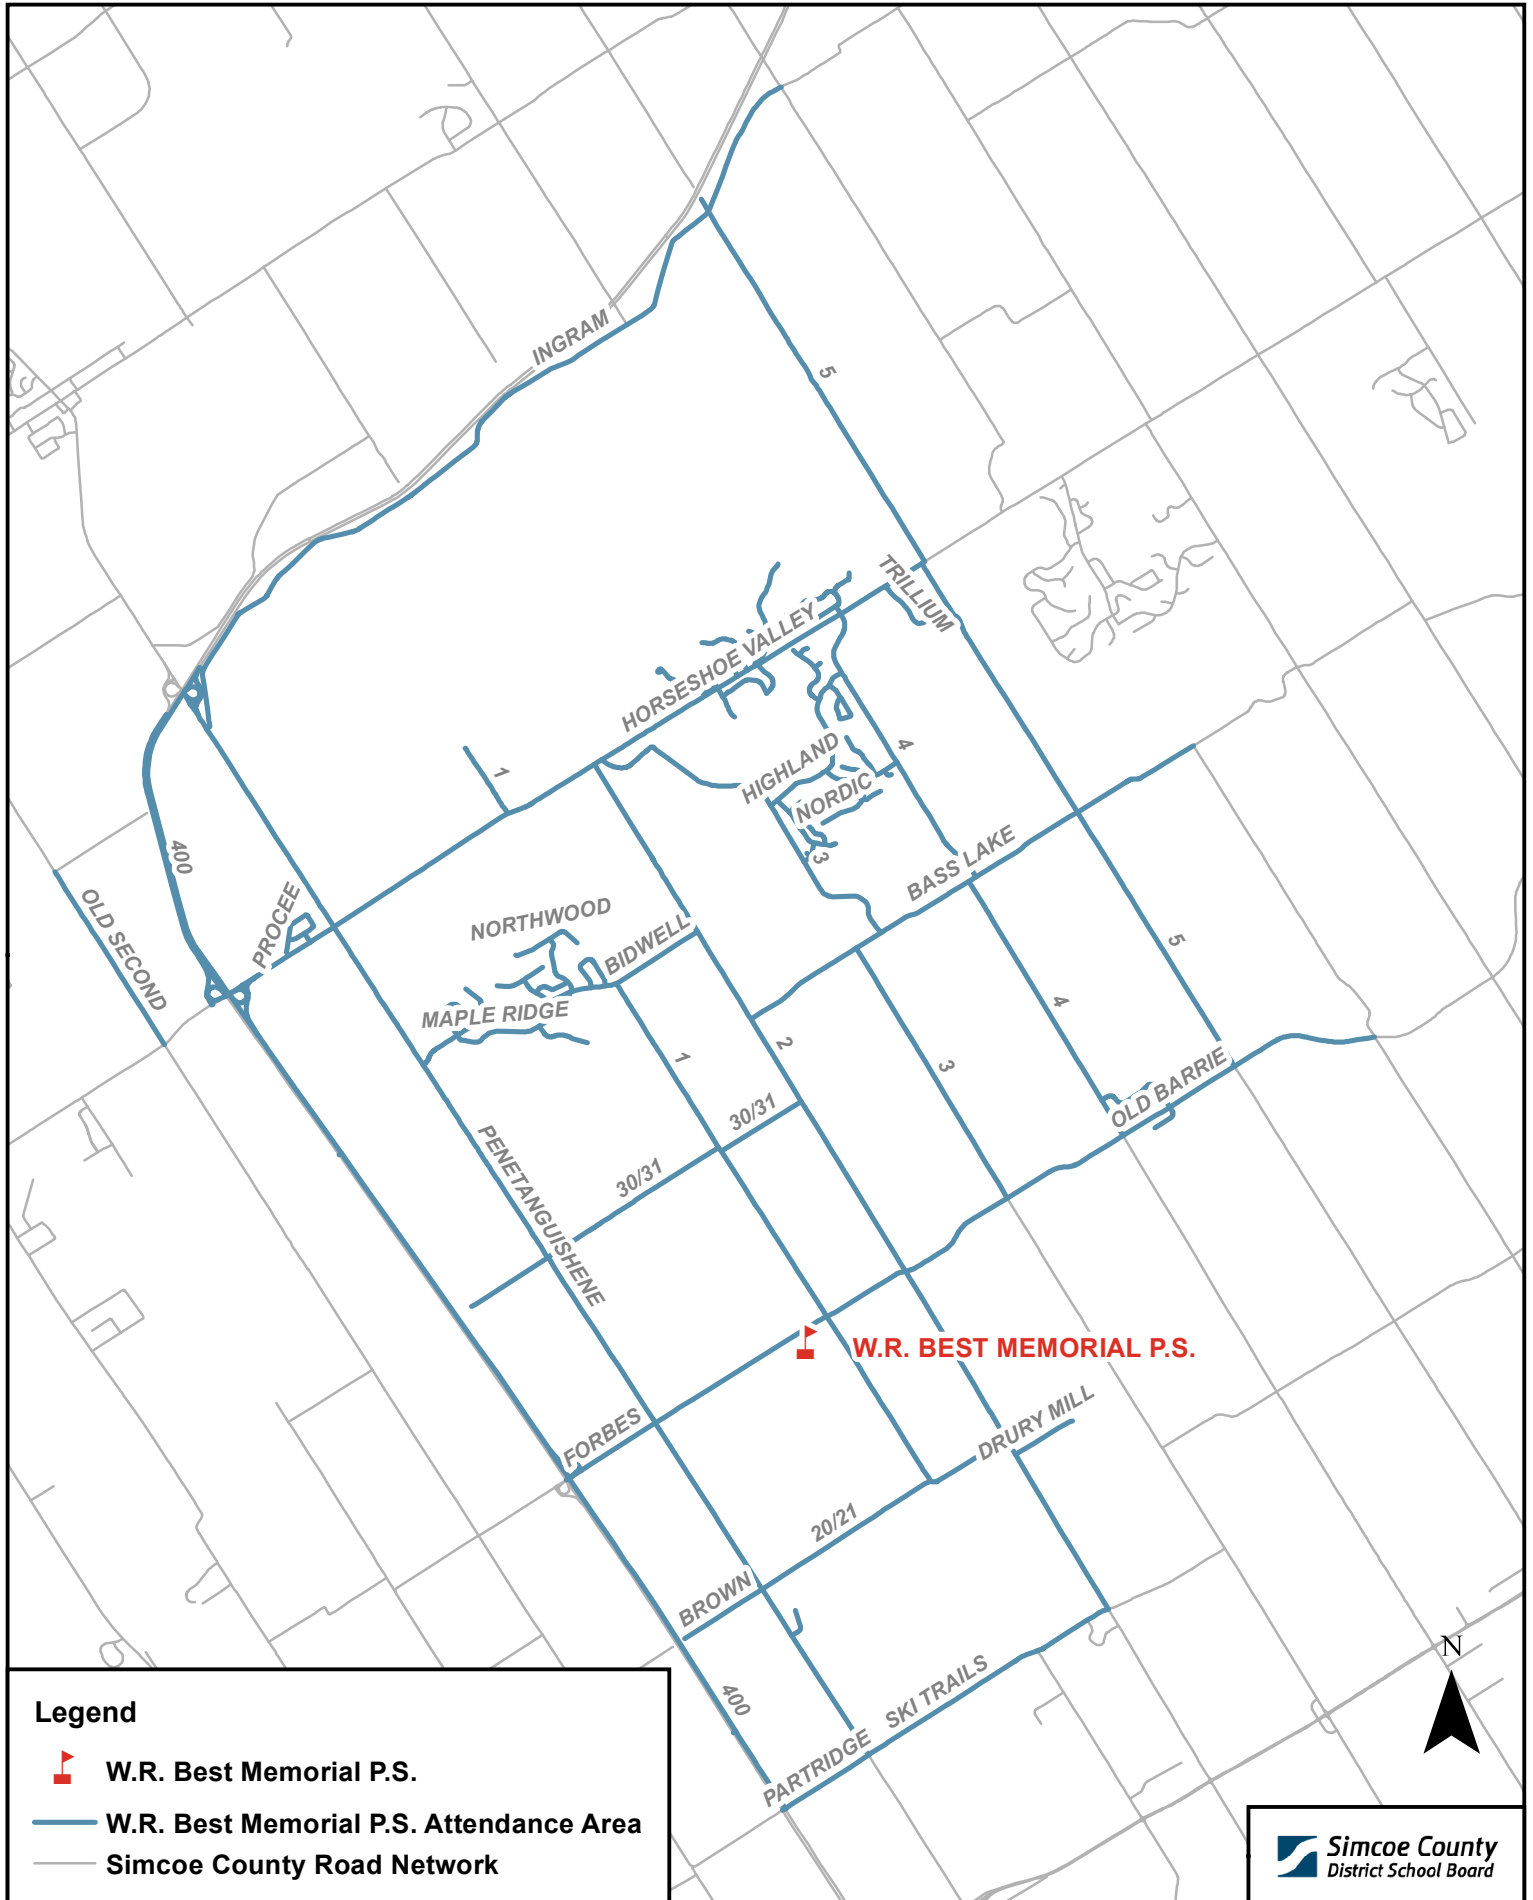 INGRAM
5
TRILLIUM
HORSESHOE VALLEY
1
4
HIGHLAND
NORDIC
3
BASS LAKE
400
OLD SECOND
PROCEE
NORTHWOOD
BIDWELL
MAPLE RIDGE
5
4
1
2
3
OLD BARRIE
30/31
30/31
PENETANGUISHENE
W.R. BEST MEMORIAL P.S.
FORBES
DRURY MILL
20/21
BROWN
400
SKI TRAILS
PARTRIDGE
N
Legend
W.R. Best Memorial P.S.
W.R. Best Memorial P.S. Attendance Area
Simcoe County Road Network
Simcoe County
District School Board